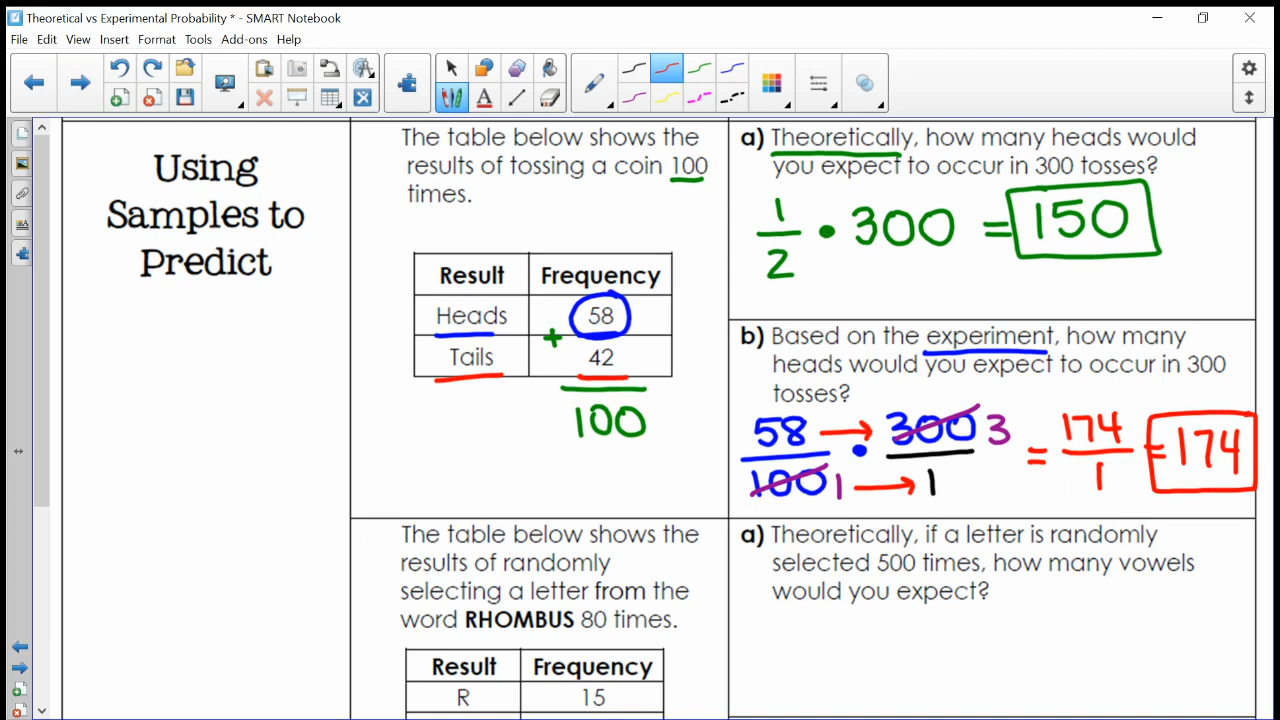 Theoretical vs Experimental Probability * - SMART Notebook
File Edit View Insert Format Tools Add-ons Help
Using
Samples to
Predict
The table below shows the
results of tossing a coin 100
times.
Result Frequency
Heads 58
+
Tails 42
100
a) Theoretically, how many heads would
you expect to occur in 300 tosses?
1/2 • 300 = 150
b) Based on the experiment, how many
heads would you expect to occur in 300
tosses?
58 → • 300 3 = 174 = 174
100 1 → 1 1
The table below shows the
results of randomly
selecting a letter from the
word RHOMBUS 80 times.
Result Frequency
R 15
a) Theoretically, if a letter is randomly
selected 500 times, how many vowels
would you expect?